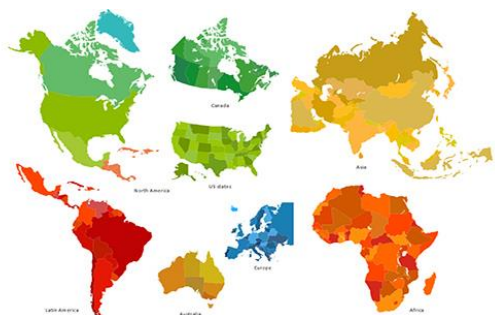 Canada
Asia
North America
US states
Europe
Latin America
Australia
Africa